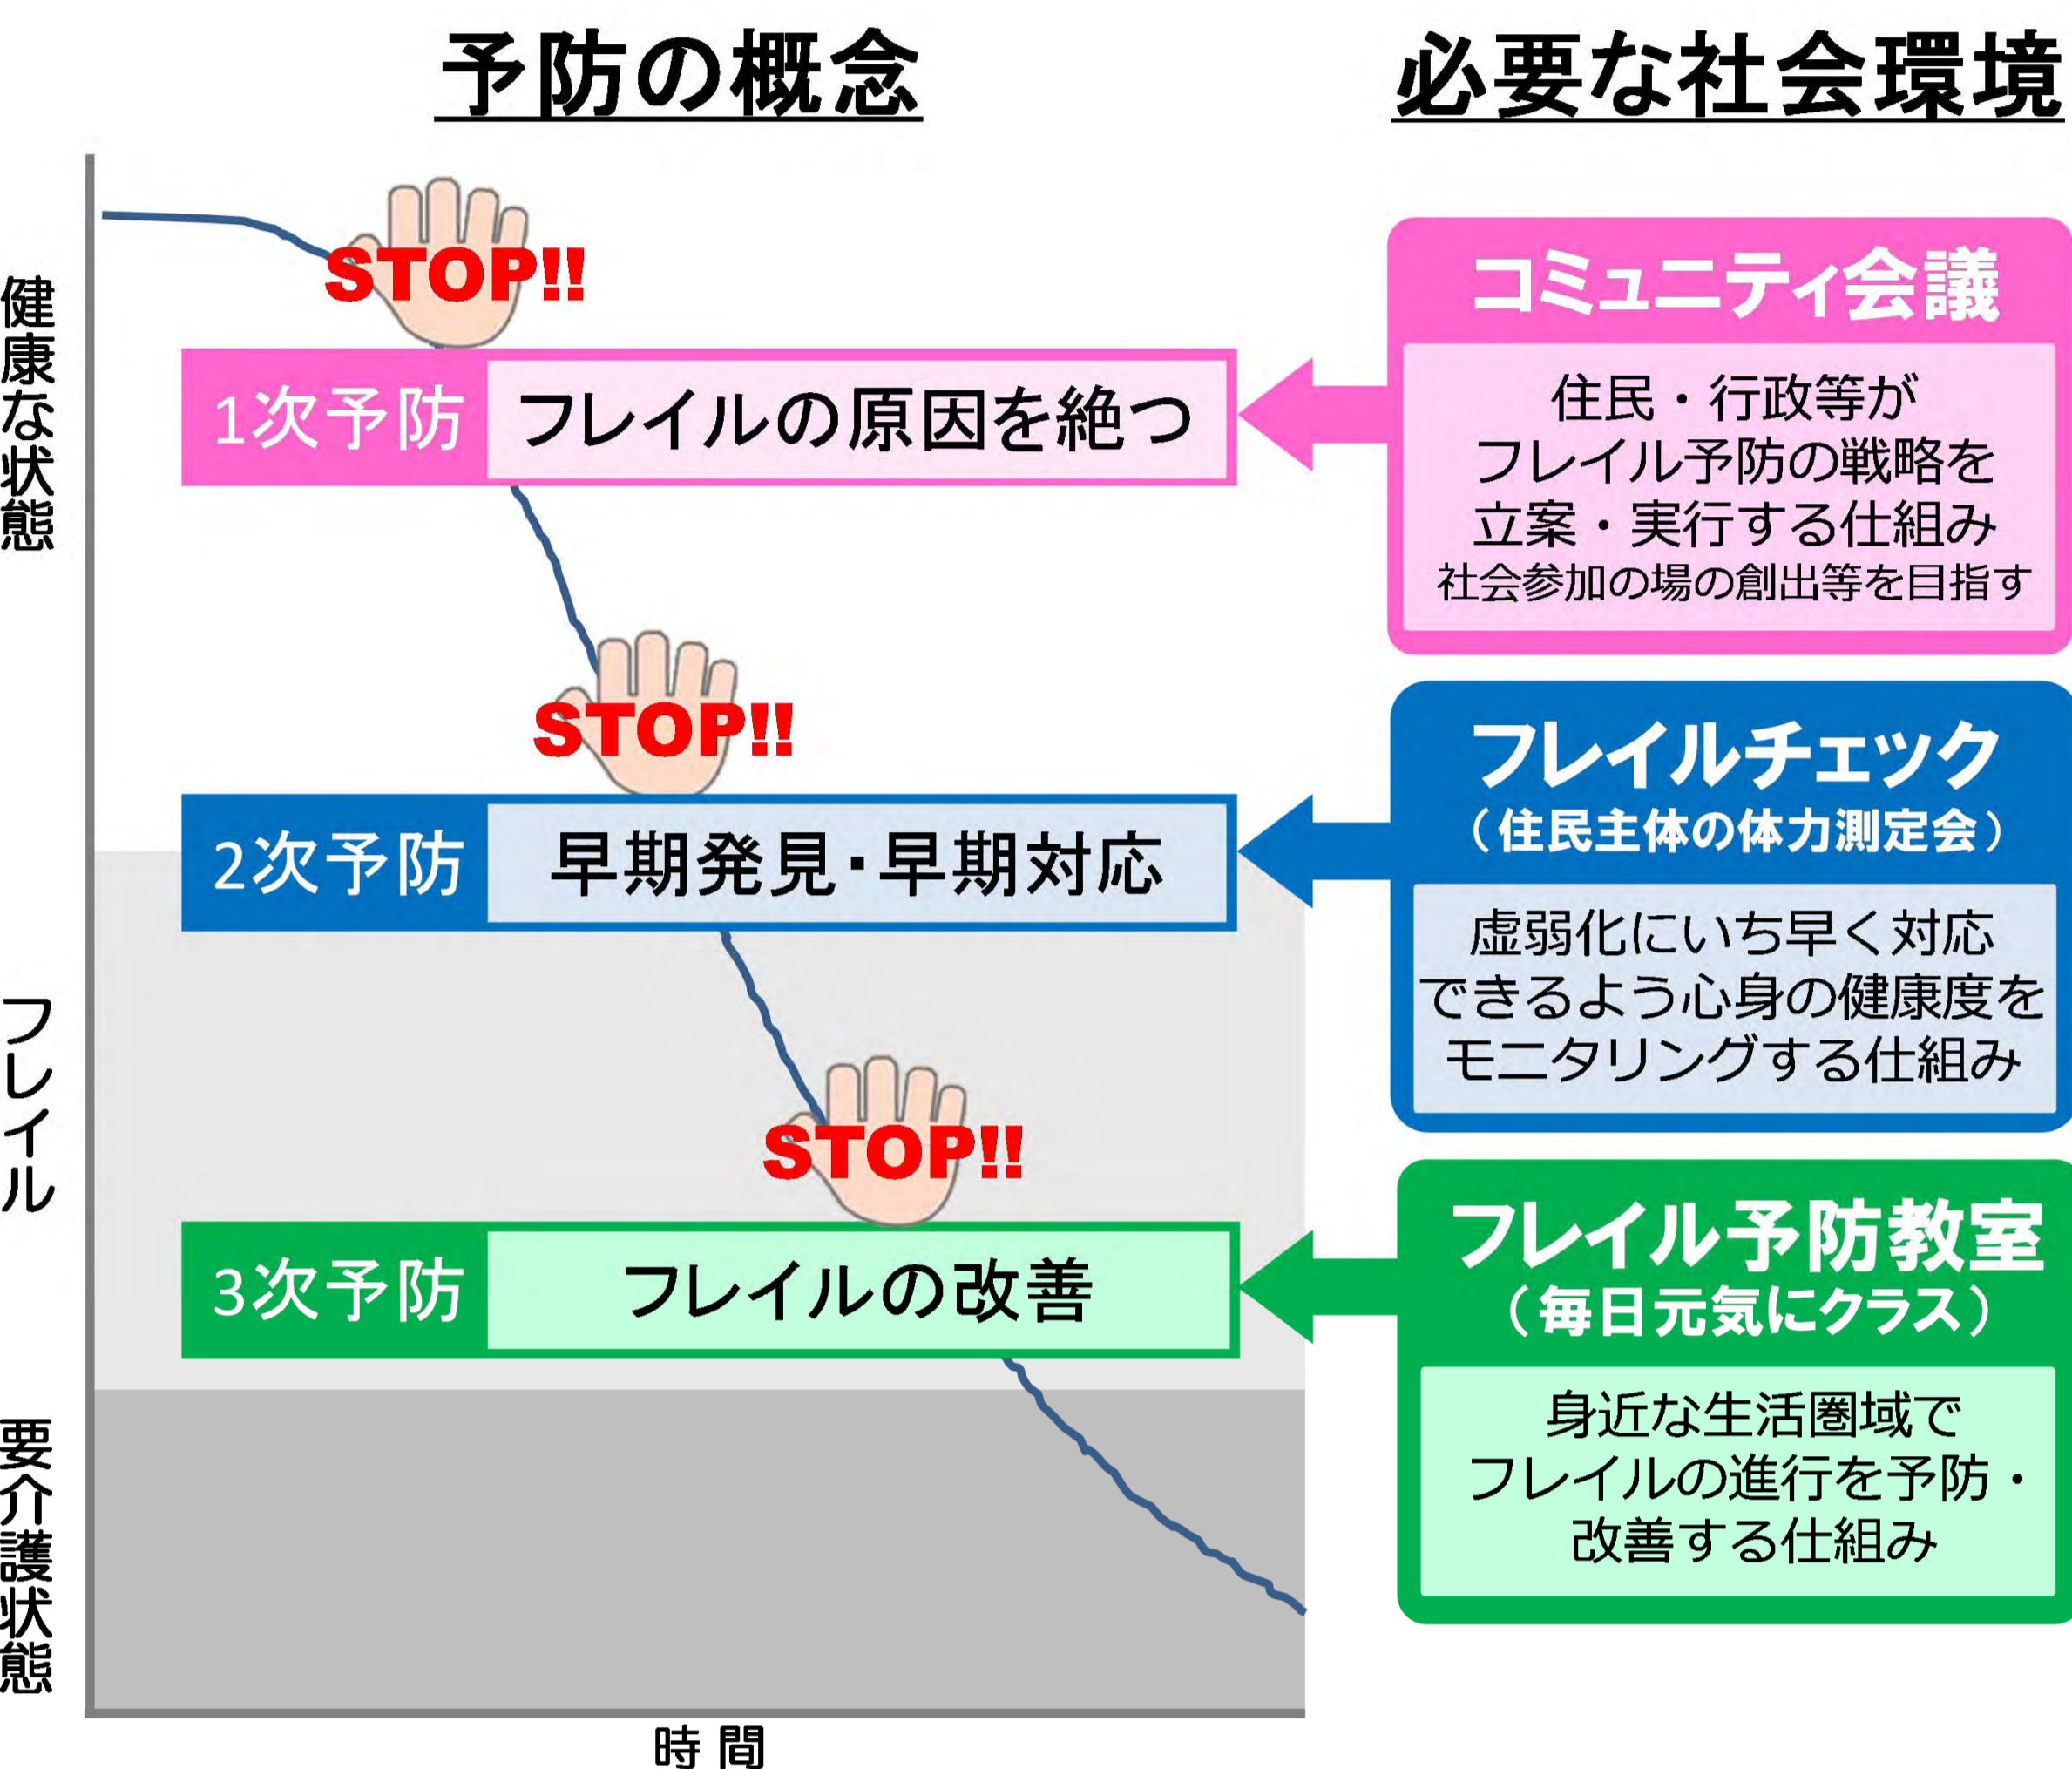 予防の概念
必要な社会環境
健康な状態
フレイル
要介護状態
STOP!!
1次予防 フレイルの原因を絶つ
STOP!!
2次予防 早期発見・早期対応
STOP!!
3次予防 フレイルの改善
時間
コミュニティ会議
住民・行政等が
フレイル予防の戦略を
立案・実行する仕組み
社会参加の場の創出等を目指す
フレイルチェック
（住民主体の体力測定会）
虚弱化にいち早く対応
できるよう心身の健康度を
モニタリングする仕組み
フレイル予防教室
（毎日元気にクラス）
身近な生活圏域で
フレイルの進行を予防・
改善する仕組み